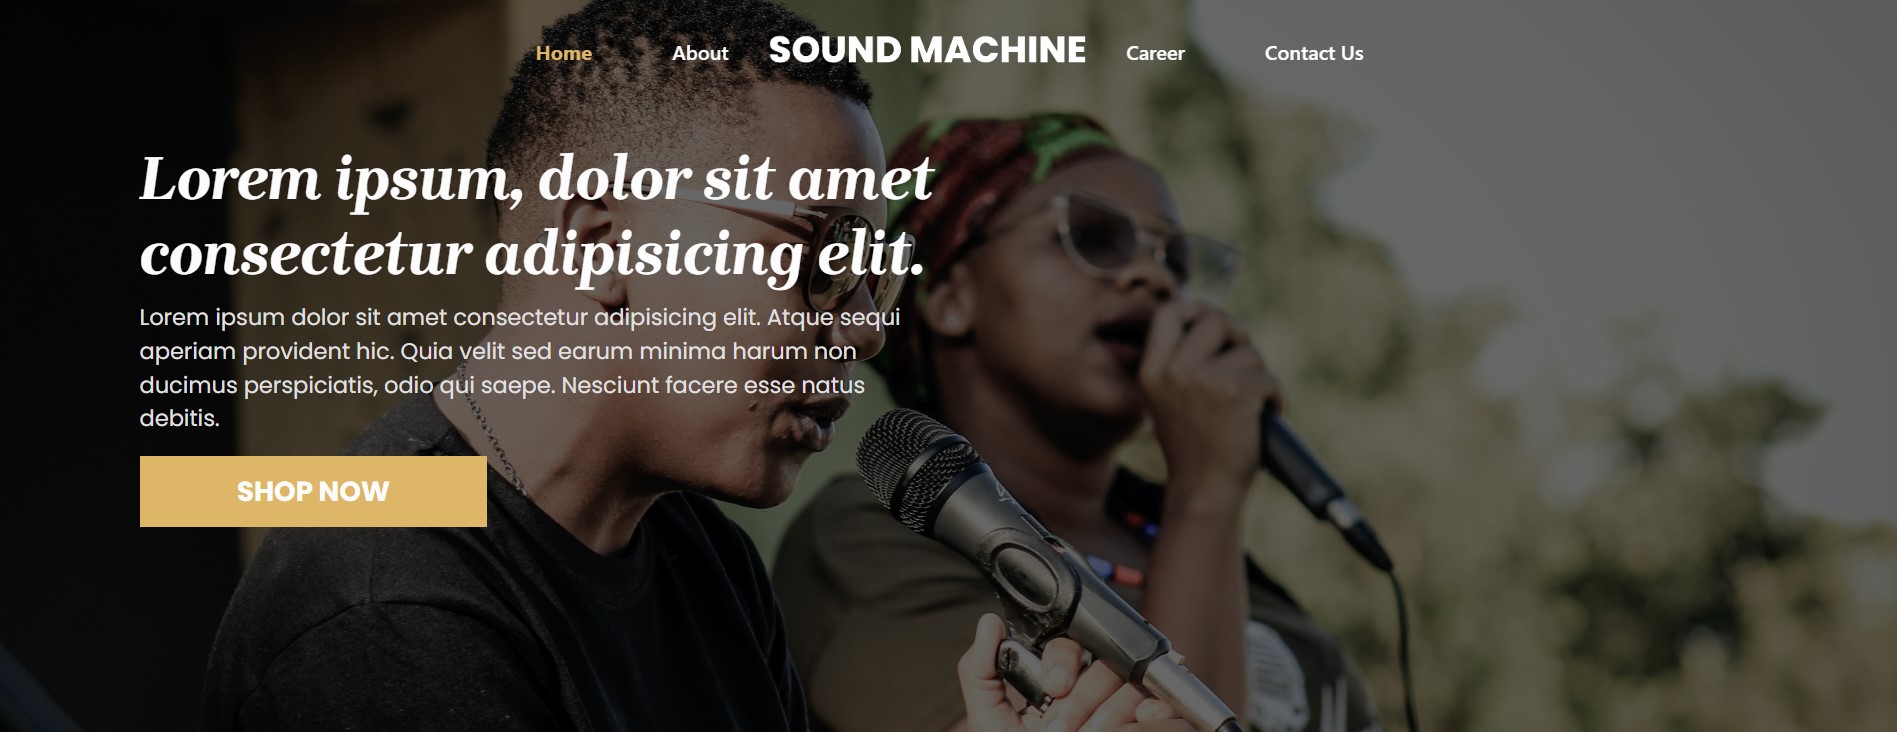 Home About SOUND MACHINE Career Contact Us
Lorem ipsum, dolor sit amet
consectetur adipisicing elit.
Lorem ipsum dolor sit amet consectetur adipisicing elit. Atque sequi
aperiam provident hic. Quia velit sed earum minima harum non
ducimus perspiciatis, odio qui saepe. Nesciunt facere esse natus
debitis.
SHOP NOW